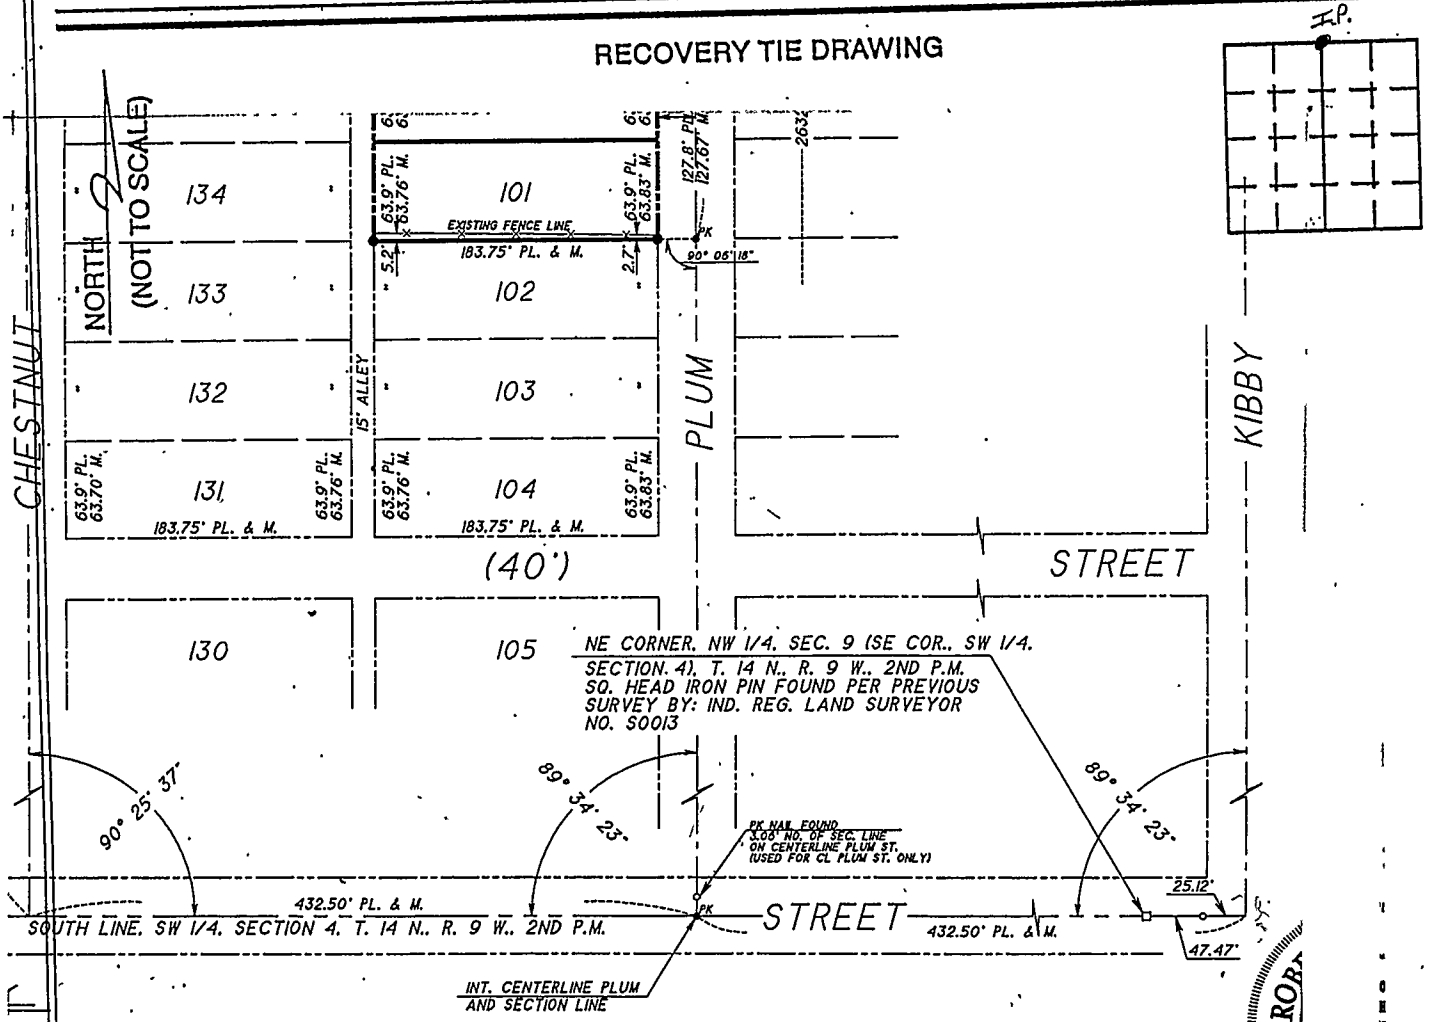 RECOVERY TIE DRAWING
I.P.
NORTH
(NOT TO SCALE)
CHESTNUT
134
133
132
131
63.9' PL.
63.70' M.
63.9' PL.
63.76' M.
183.75' PL. & M.
15' ALLEY
63.9' PL.
63.76' M.
101
63.9' PL.
63.83' M.
EXISTING FENCE LINE
183.75' PL. & M.
5.2'
2.7'
127.8' PL.
127.67' M.
PK
90° 06' 18"
2632
102
103
63.9' PL.
63.76' M.
104
63.9' PL.
63.83' M.
183.75' PL. & M.
PLUM
KIBBY
(40')
STREET
130
105
NE CORNER, NW 1/4, SEC. 9 (SE COR., SW 1/4,
SECTION 4), T. 14 N., R. 9 W., 2ND P.M.
SQ. HEAD IRON PIN FOUND PER PREVIOUS
SURVEY BY: IND. REG. LAND SURVEYOR
NO. S0013
90° 25' 37"
89° 34' 23"
89° 34' 23"
PK NAIL FOUND
3.06' NO. OF SEC. LINE
ON CENTERLINE PLUM ST.
(USED FOR CL PLUM ST. ONLY)
432.50' PL. & M.
PK
STREET
432.50' PL. & M.
25.12'
47.47'
SOUTH LINE, SW 1/4, SECTION 4, T. 14 N., R. 9 W., 2ND P.M.
INT. CENTERLINE PLUM
AND SECTION LINE
ROB